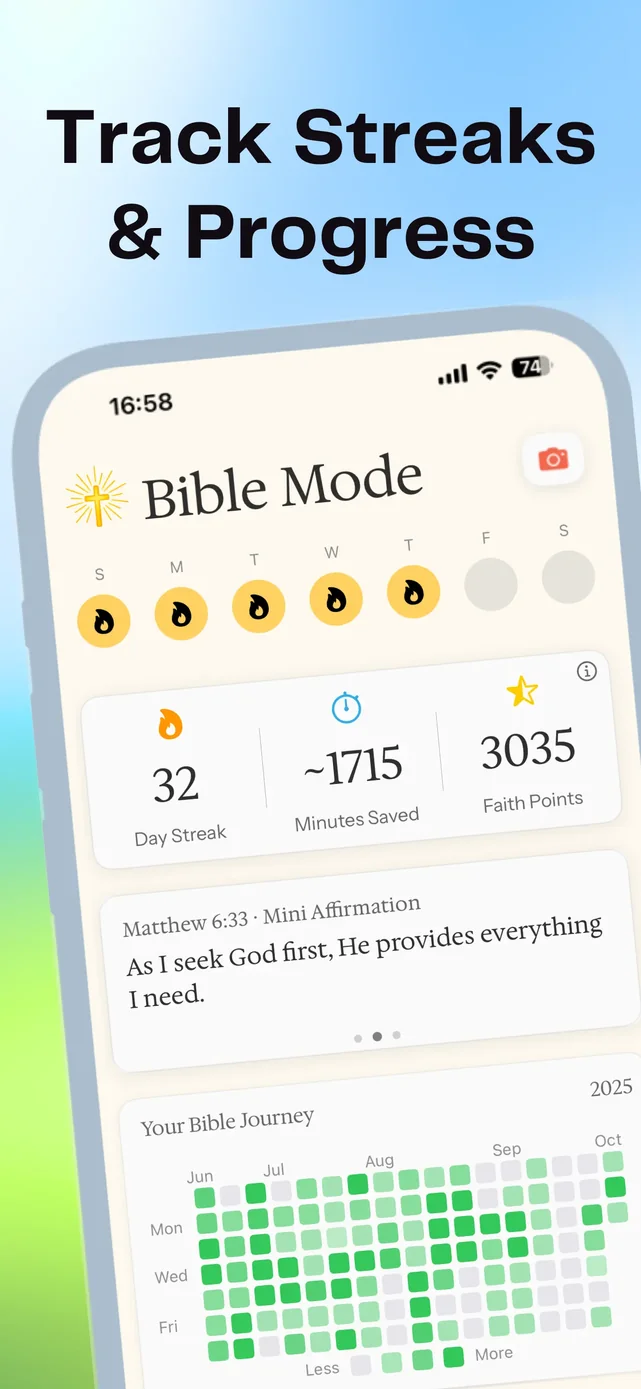 Track Streaks
& Progress
16:58
74
Bible Mode
S M T W T F S
32 ~1715 3035
Day Streak Minutes Saved Faith Points
Matthew 6:33 · Mini Affirmation
As I seek God first, He provides everything
I need.
Your Bible Journey 2025
Jun Jul Aug Sep Oct
Mon
Wed
Fri
Less More